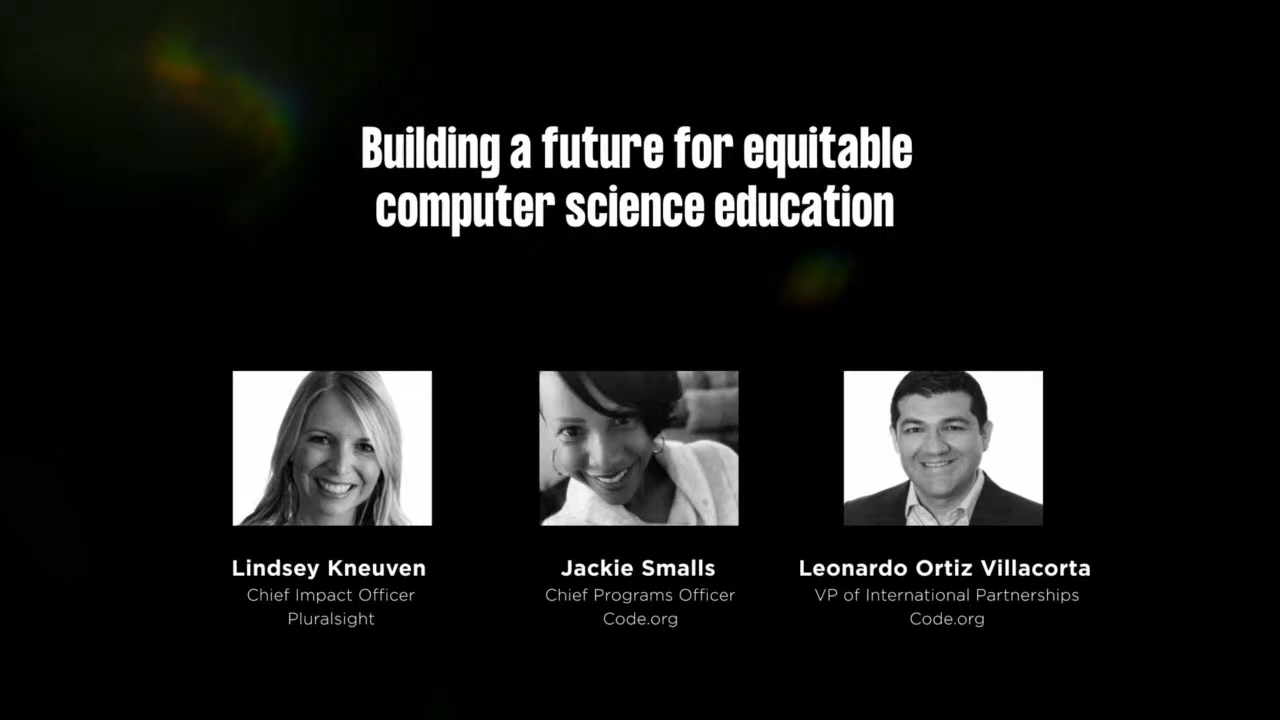 Building a future for equitable
computer science education
Lindsey Kneuven
Chief Impact Officer
Pluralsight
Jackie Smalls
Chief Programs Officer
Code.org
Leonardo Ortiz Villacorta
VP of International Partnerships
Code.org